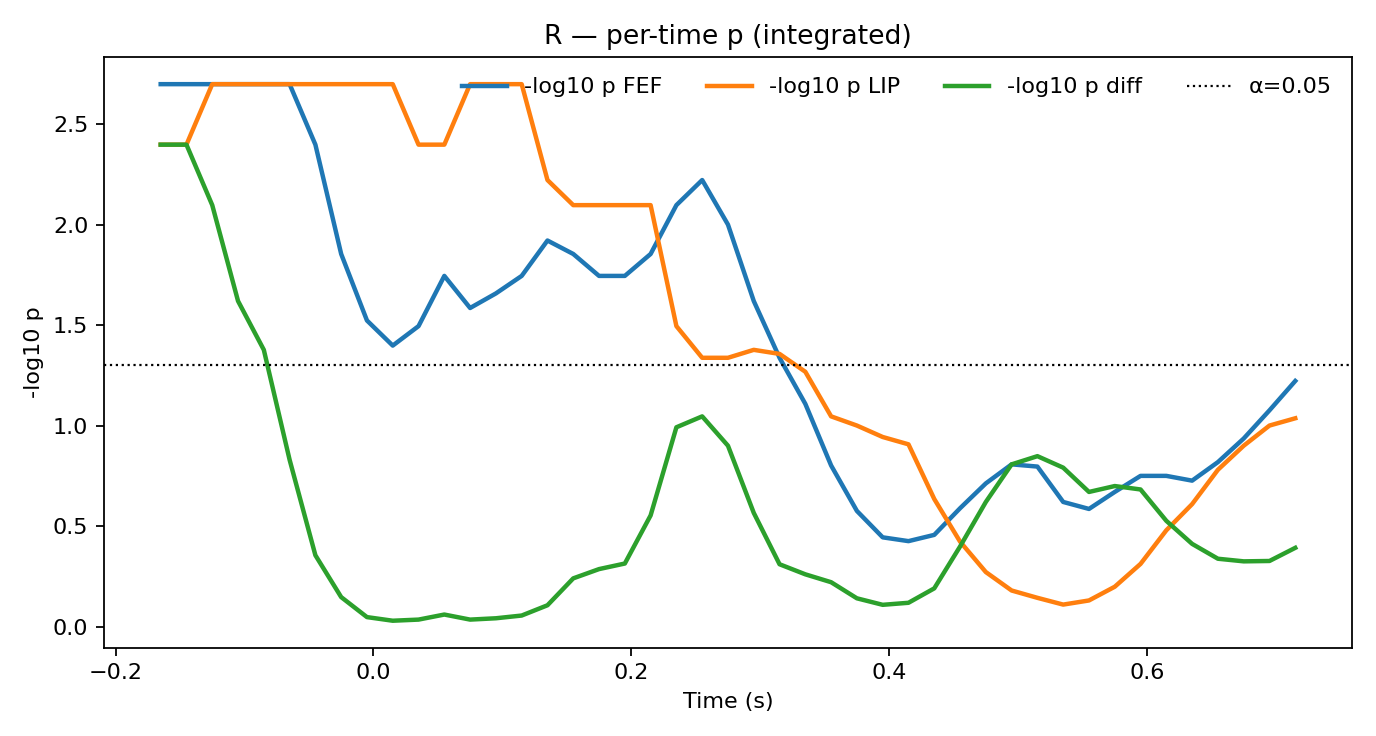 R — per-time p (integrated)
-log10 p FEF -log10 p LIP -log10 p diff α=0.05
-log10 p
2.5
2.0
1.5
1.0
0.5
0.0
−0.2 0.0 0.2 0.4 0.6
Time (s)